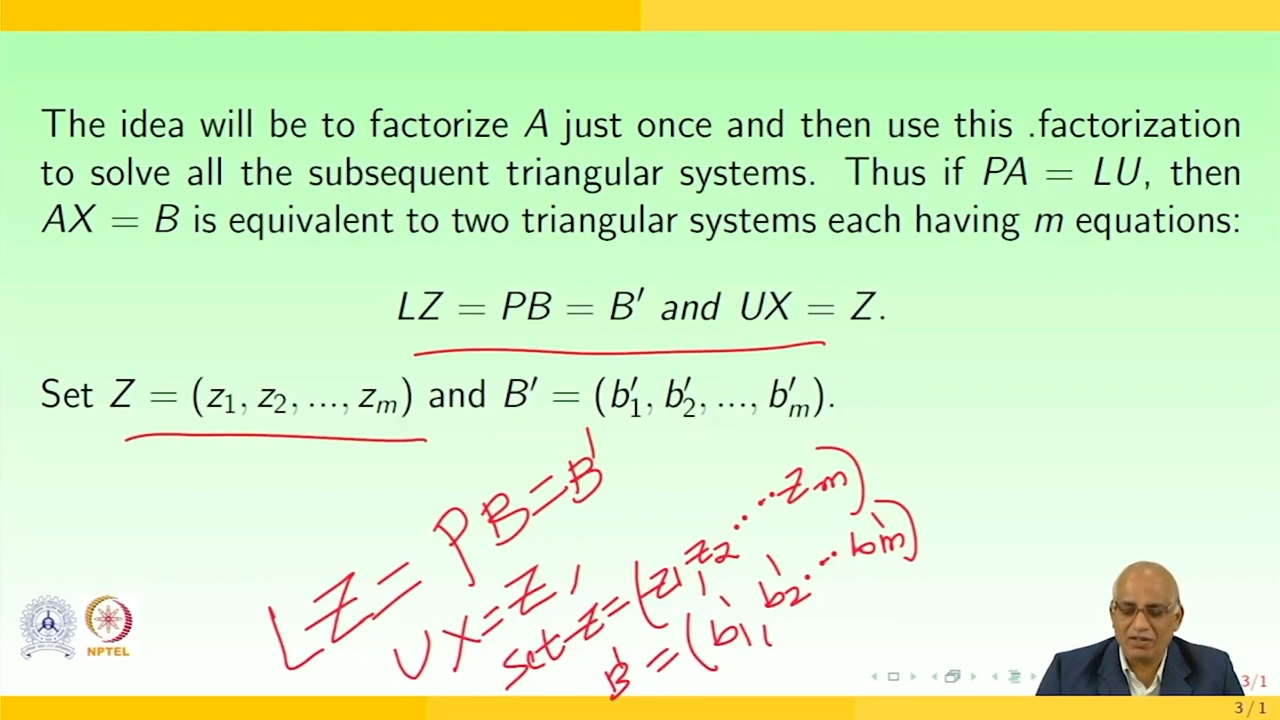 The idea will be to factorize A just once and then use this .factorization
to solve all the subsequent triangular systems. Thus if PA = LU, then
AX = B is equivalent to two triangular systems each having m equations:
LZ = PB = B′ and UX = Z.
Set Z = (z₁, z₂, ..., zₘ) and B′ = (b′₁, b′₂, ..., b′ₘ).
LZ = PB = B′
UX = Z,
set Z = (z₁, z₂ ... zₘ)
B′ = (b′₁, b′₂ ... b′ₘ)
NPTEL
3/1
3 / 1